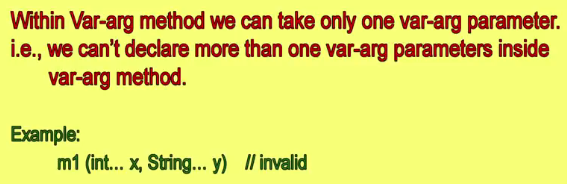 Within Var-arg method we can take only one var-arg parameter.
i.e., we can't declare more than one var-arg parameters inside
var-arg method.
Example:
m1 (int... x, String... y) // invalid